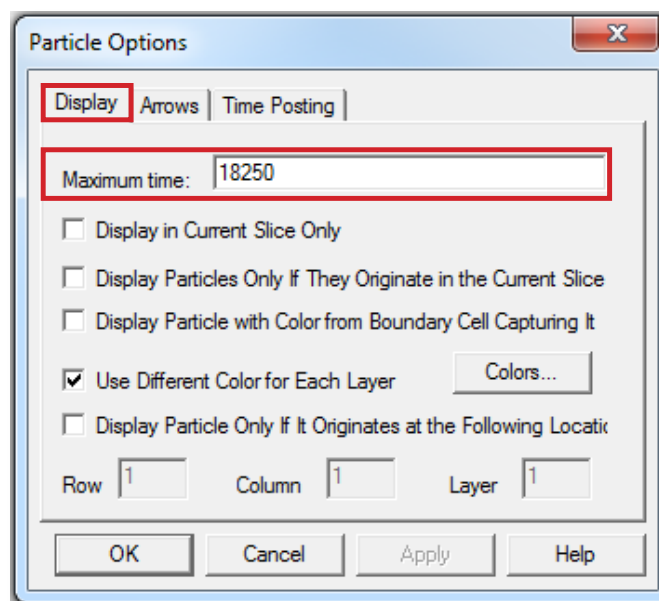 Particle Options
Display Arrows Time Posting
Maximum time: 18250
Display in Current Slice Only
Display Particles Only If They Originate in the Current Slice
Display Particle with Color from Boundary Cell Capturing It
Use Different Color for Each Layer Colors...
Display Particle Only If It Originates at the Following Locatic
Row 1 Column 1 Layer 1
OK Cancel Apply Help